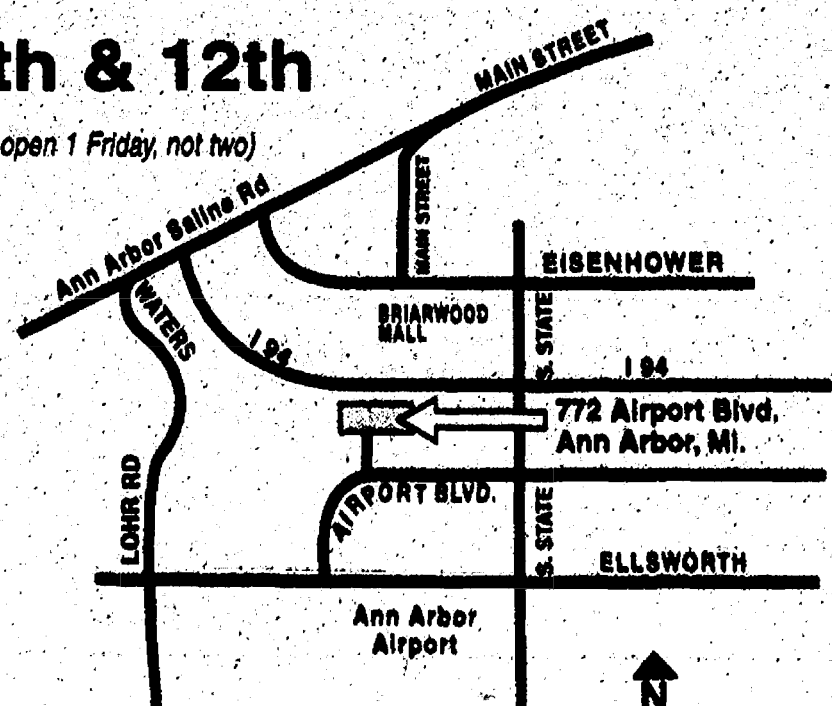 th & 12th
open 1 Friday, not two)
MAIN STREET
MAIN STREET
Ann Arbor Saline Rd
EISENHOWER
WATERS
BRIARWOOD
MALL
S. STATE
I 94
I 94
772 Airport Blvd.
Ann Arbor, MI.
LOHR RD
AIRPORT BLVD.
S. STATE
ELLSWORTH
Ann Arbor
Airport
N